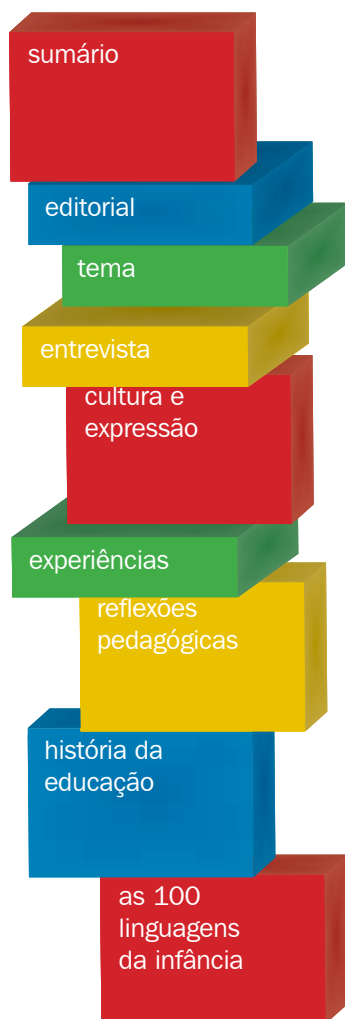 sumário
editorial
tema
entrevista
cultura e
expressão
experiências
reflexões
pedagógicas
história da
educação
as 100
linguagens
da infância